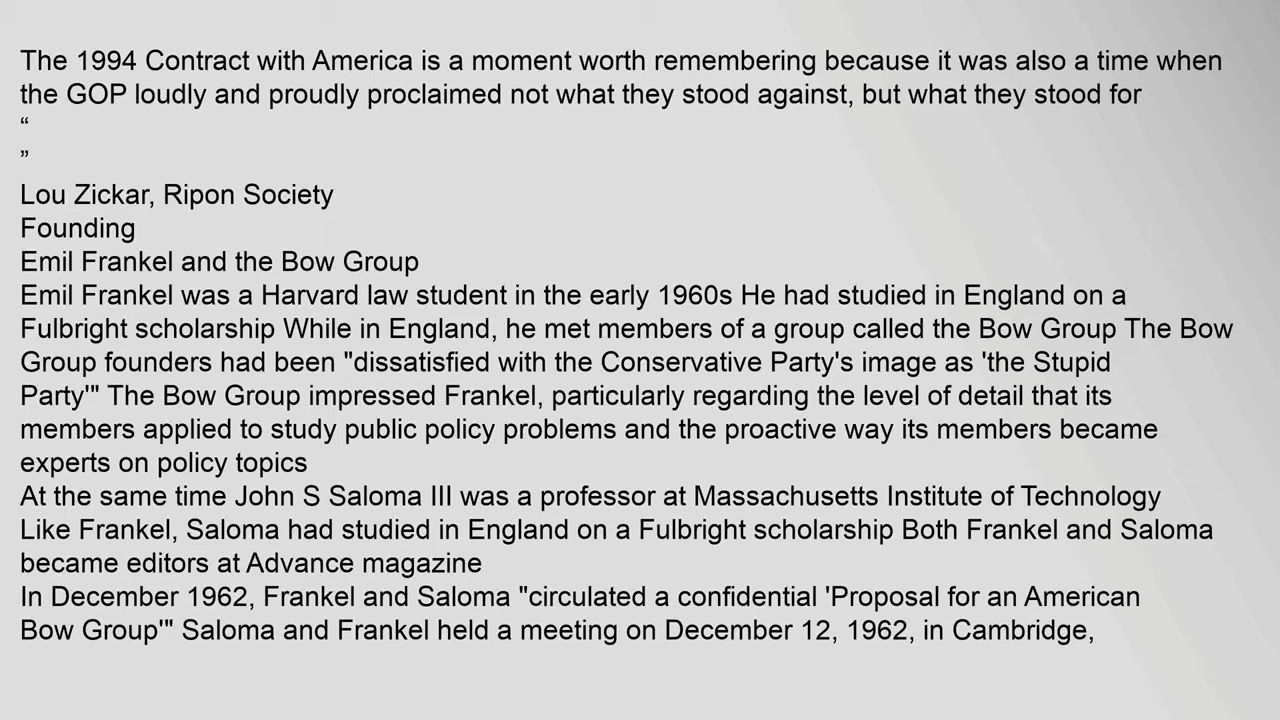 The 1994 Contract with America is a moment worth remembering because it was also a time when
the GOP loudly and proudly proclaimed not what they stood against, but what they stood for
“
”
Lou Zickar, Ripon Society
Founding
Emil Frankel and the Bow Group
Emil Frankel was a Harvard law student in the early 1960s He had studied in England on a
Fulbright scholarship While in England, he met members of a group called the Bow Group The Bow
Group founders had been "dissatisfied with the Conservative Party's image as 'the Stupid
Party'" The Bow Group impressed Frankel, particularly regarding the level of detail that its
members applied to study public policy problems and the proactive way its members became
experts on policy topics
At the same time John S Saloma III was a professor at Massachusetts Institute of Technology
Like Frankel, Saloma had studied in England on a Fulbright scholarship Both Frankel and Saloma
became editors at Advance magazine
In December 1962, Frankel and Saloma "circulated a confidential 'Proposal for an American
Bow Group'" Saloma and Frankel held a meeting on December 12, 1962, in Cambridge,